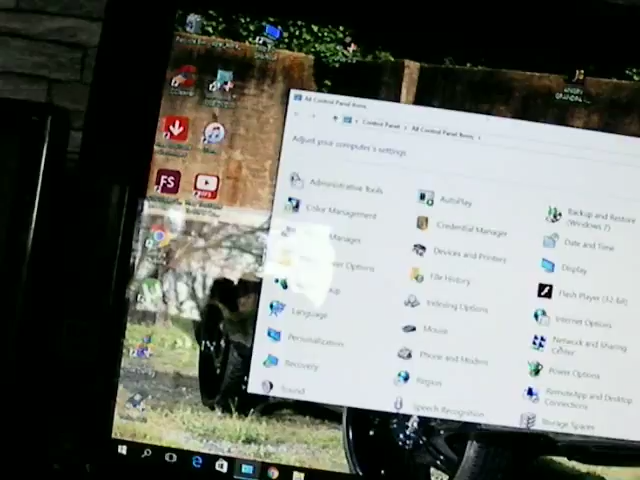 All Control Panel Items
Control Panel › All Control Panel Items ›
Adjust your computer's settings
Administrative Tools
AutoPlay
Backup and Restore
(Windows 7)
Color Management
Credential Manager
Date and Time
Manager
Devices and Printers
Display
Options
File History
Flash Player (32-bit)
Indexing Options
Internet Options
Language
Mouse
Network and Sharing
Center
Personalization
Phone and Modem
Power Options
Recovery
Region
RemoteApp and Desktop
Connections
Sound
Speech Recognition
Storage Spaces
FS